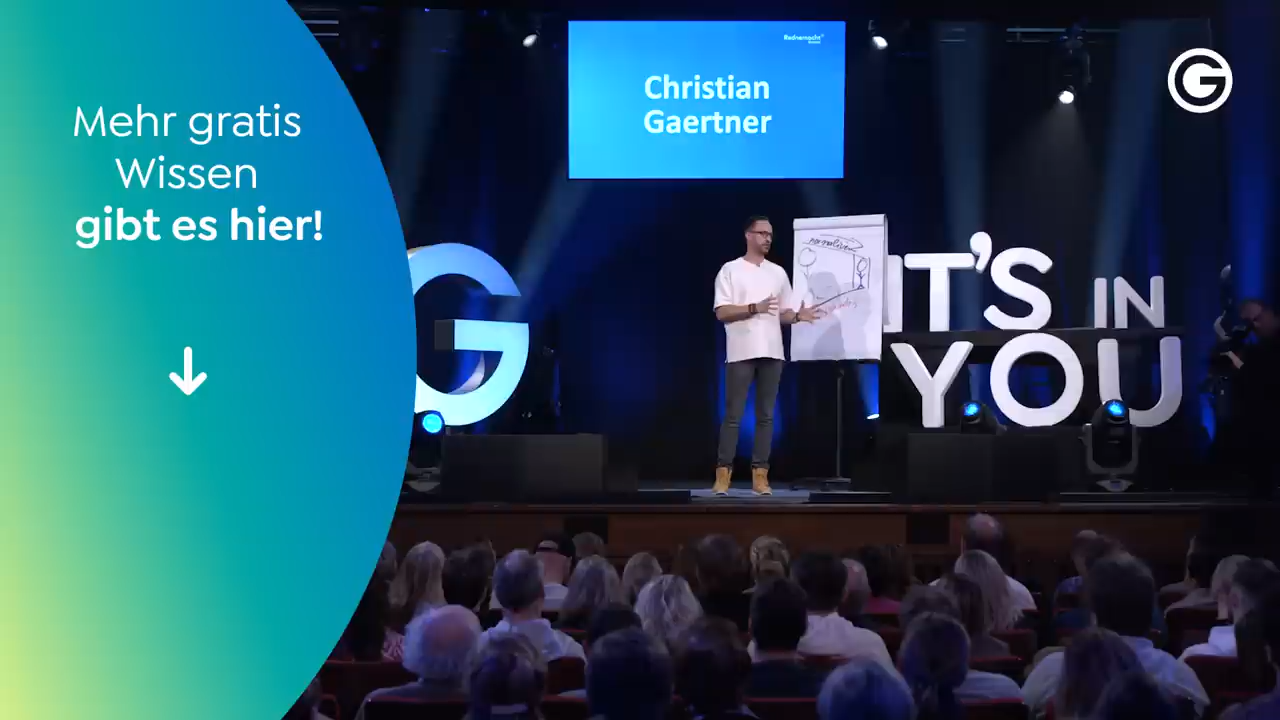 Mehr gratis
Wissen
gibt es hier!
Christian
Gaertner
G
IT'S IN
YOU
G